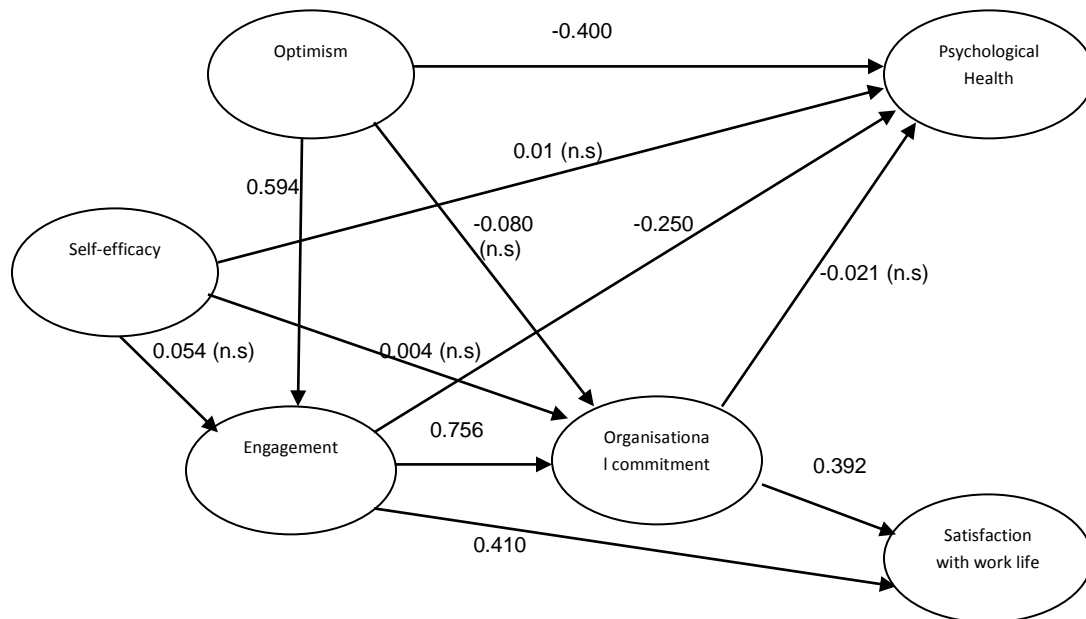 -0.400
Optimism
Psychological
Health
0.01 (n.s)
0.594
-0.080
(n.s)
-0.250
Self-efficacy
-0.021 (n.s)
0.054 (n.s)
0.004 (n.s)
Engagement
0.756
Organisationa
l commitment
0.392
0.410
Satisfaction
with work life